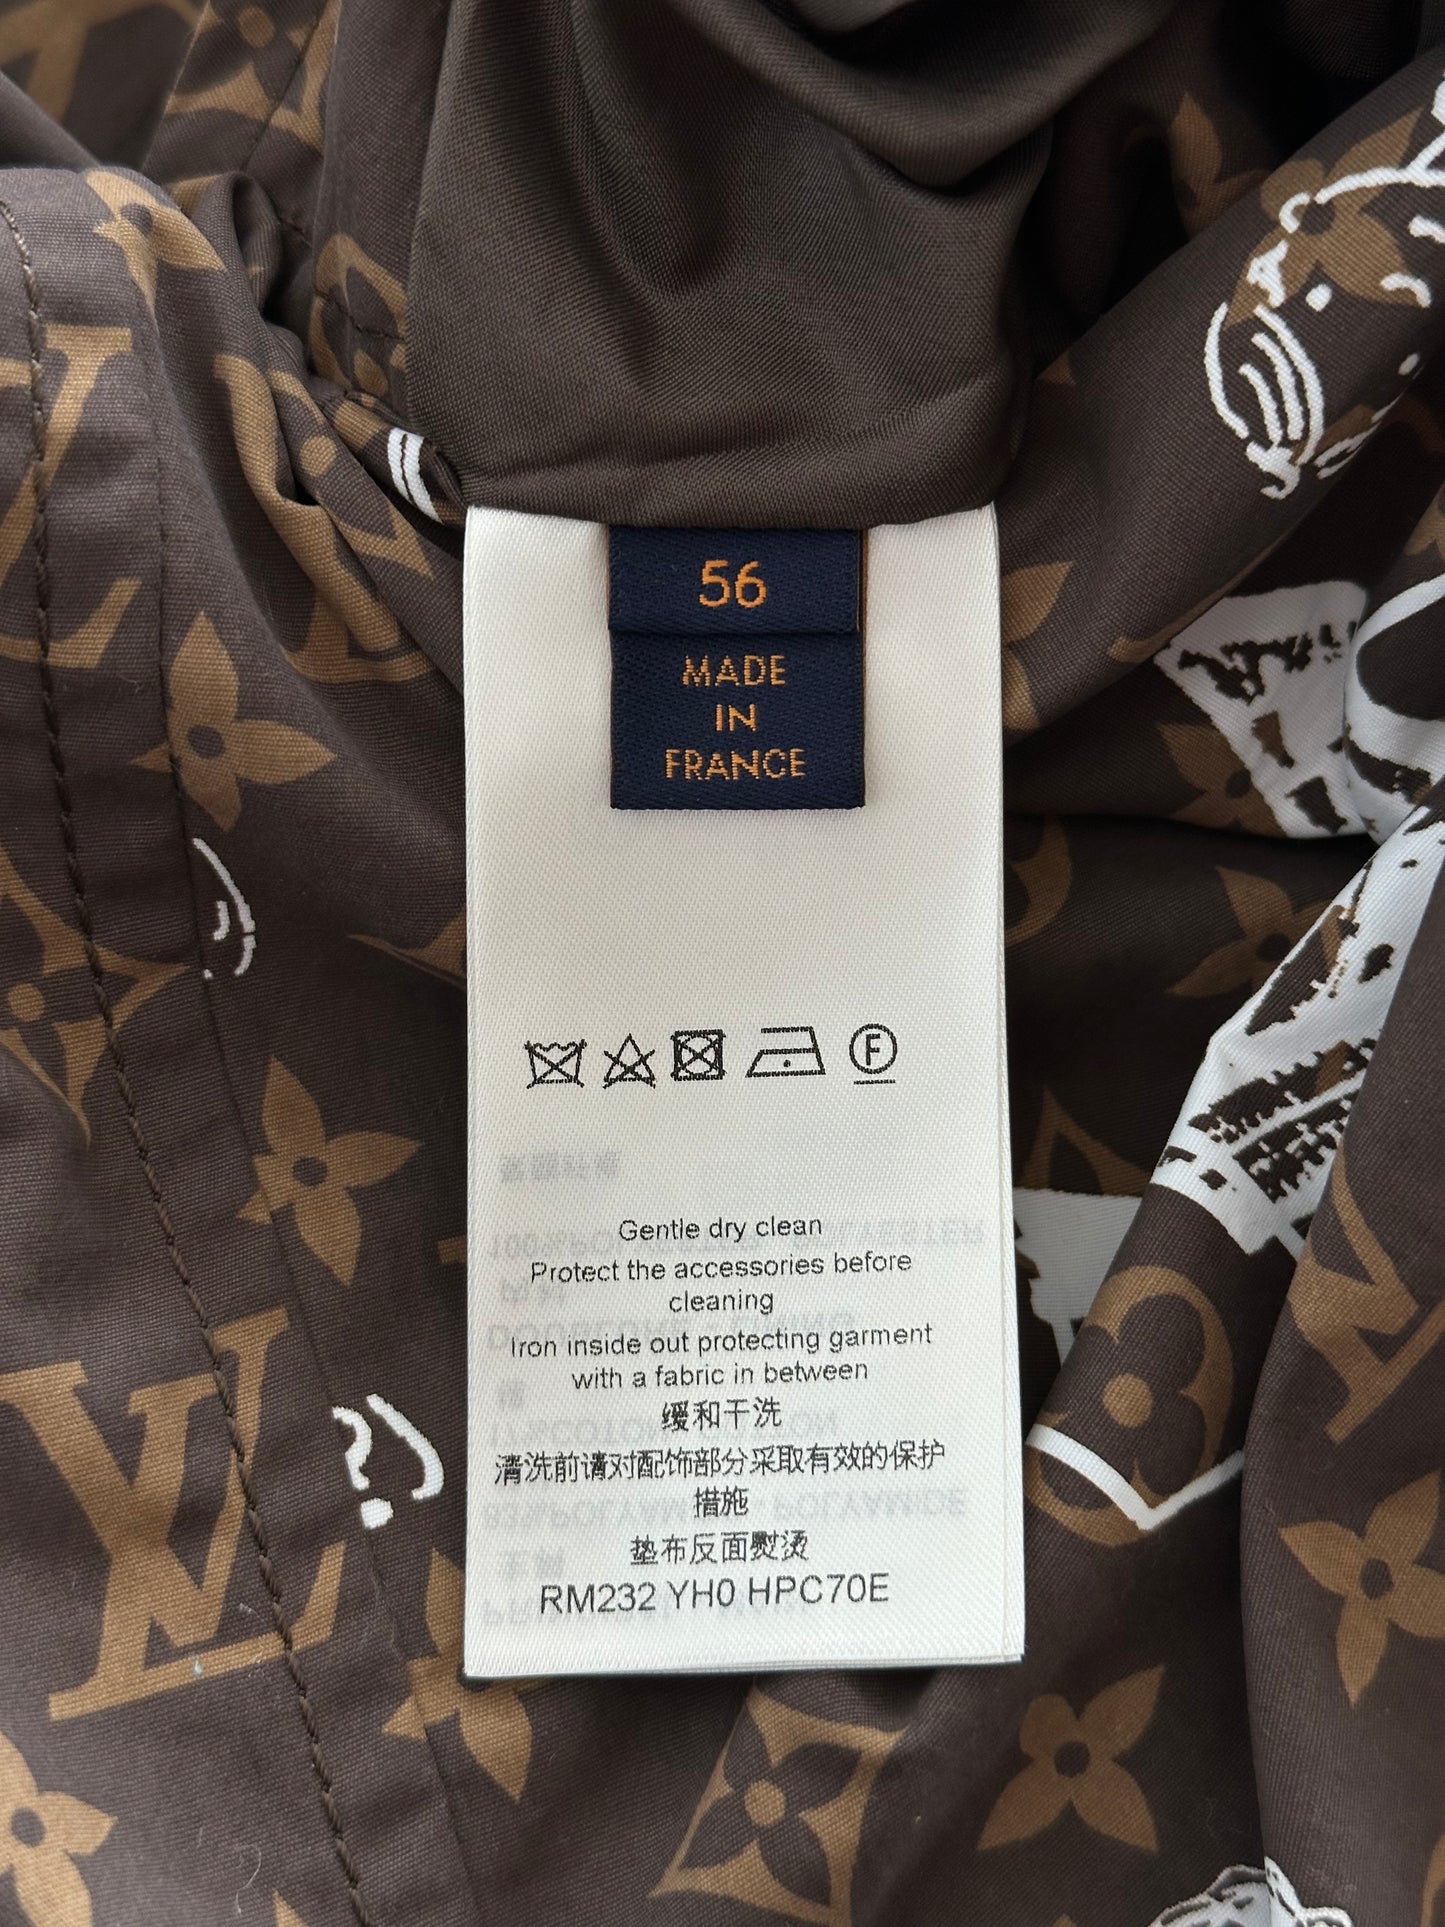 56
MADE
IN
FRANCE
F
Gentle dry clean
Protect the accessories before
cleaning
Iron inside out protecting garment
with a fabric in between
缓和干洗
清洗前请对配饰部分采取有效的保护
措施
垫布反面熨烫
RM232 YH0 HPC70E